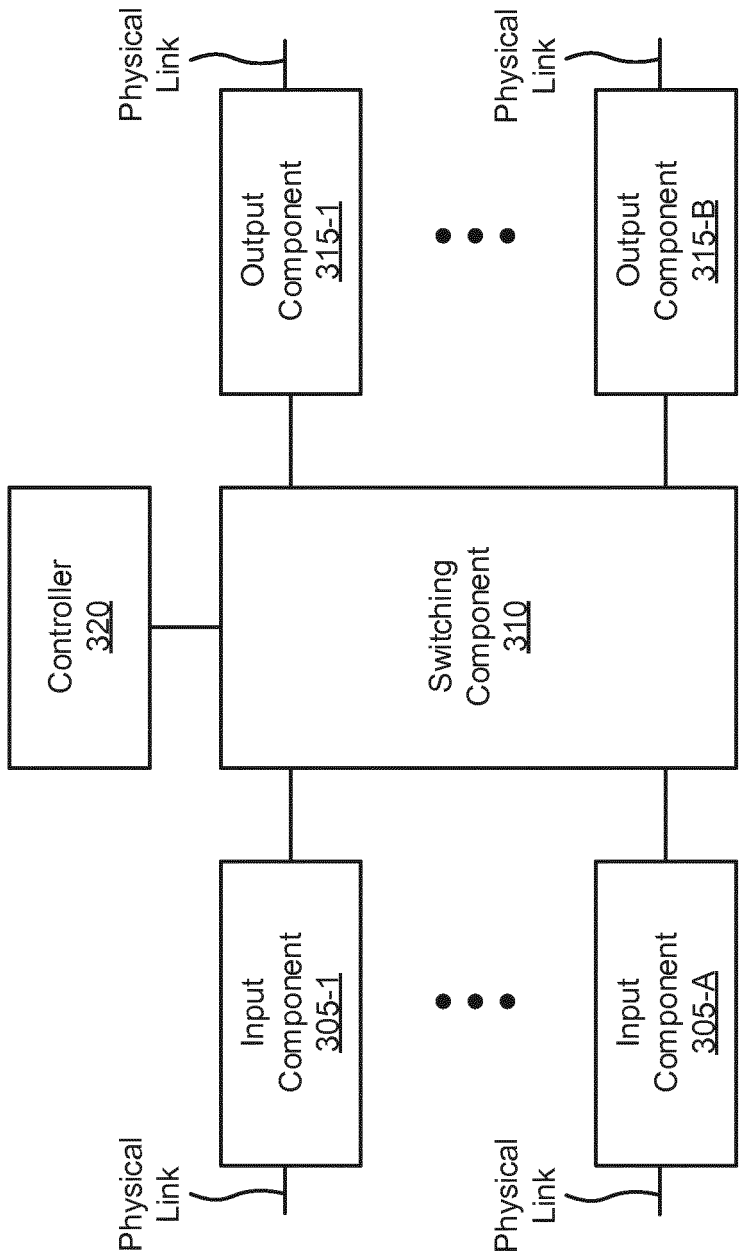 Controller
320
Physical
Link
Input
Component
305-1
Switching
Component
310
Output
Component
315-1
Physical
Link
Physical
Link
Input
Component
305-A
Output
Component
315-B
Physical
Link